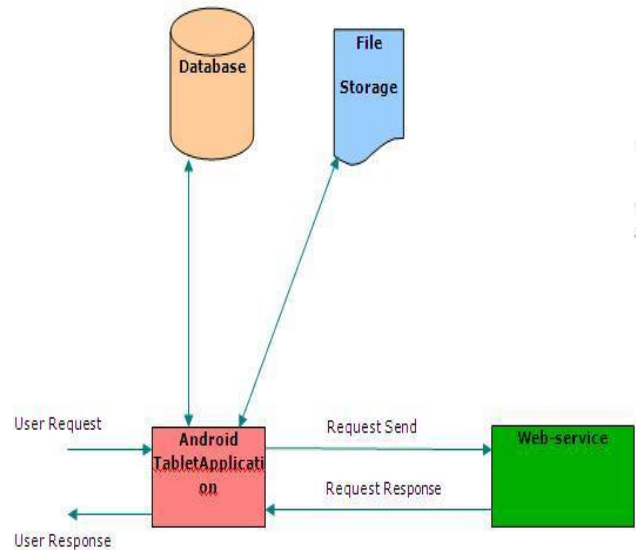 Database
File
Storage
User Request
Android
TabletApplicati
on
Request Send
Web-service
Request Response
User Response